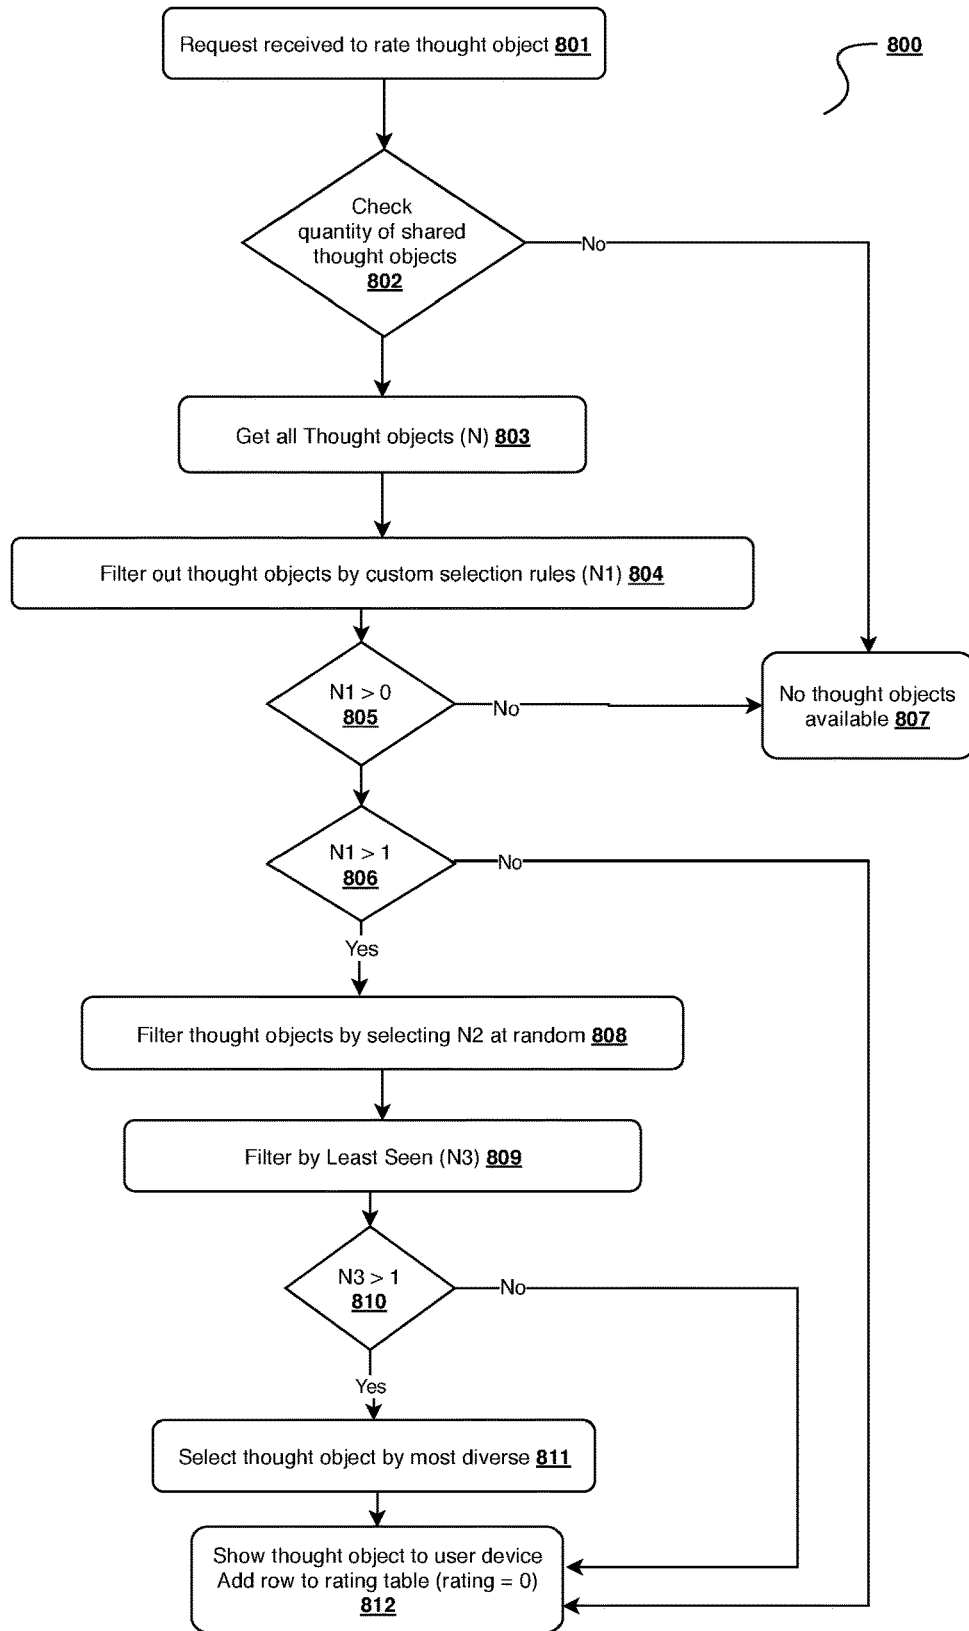 Request received to rate thought object 801
800
Check
quantity of shared
thought objects
802
No
Get all Thought objects (N) 803
Filter out thought objects by custom selection rules (N1) 804
N1 > 0
805
No
No thought objects
available 807
N1 > 1
806
No
Yes
Filter thought objects by selecting N2 at random 808
Filter by Least Seen (N3) 809
N3 > 1
810
No
Yes
Select thought object by most diverse 811
Show thought object to user device
Add row to rating table (rating = 0)
812